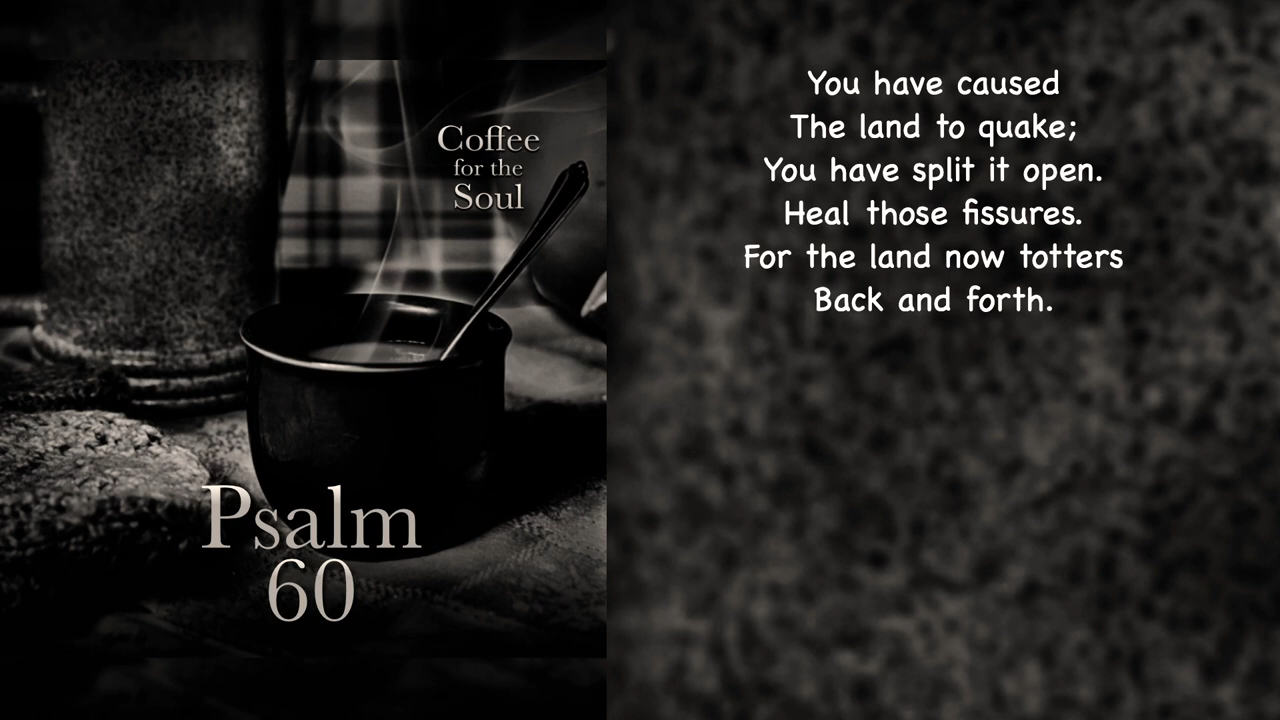 Coffee
for the
Soul
Psalm
60
You have caused
The land to quake;
You have split it open.
Heal those fissures.
For the land now totters
Back and forth.